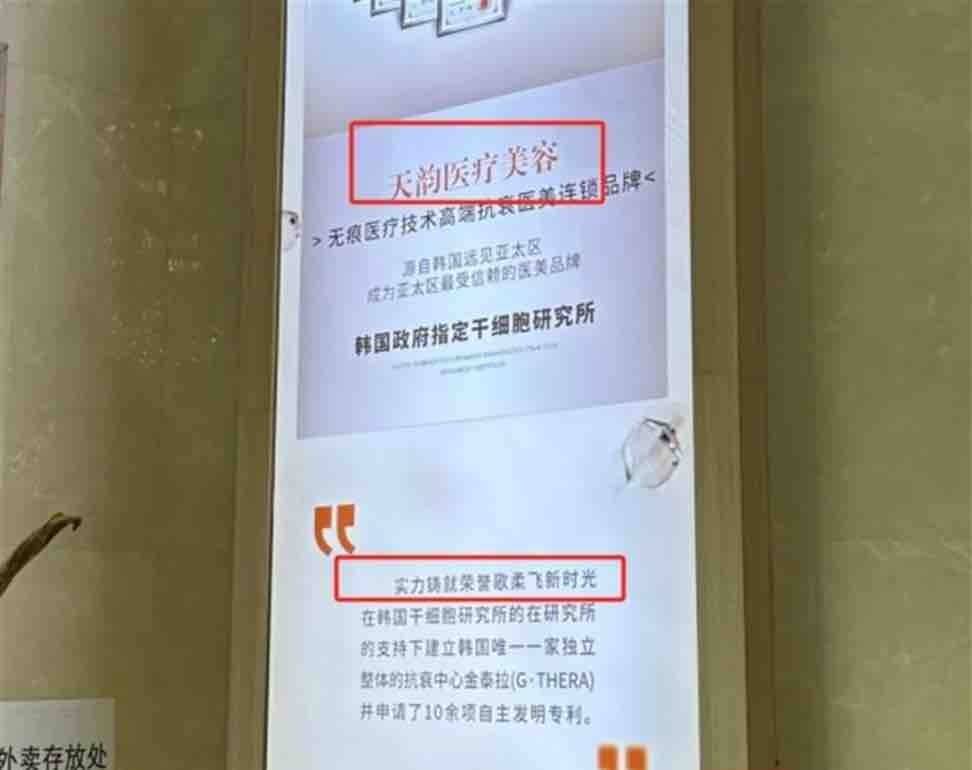 天韵医疗美容
>无痕医疗技术高端抗衰医美连锁品牌<
源自韩国远见亚太区
成为亚太区最受信赖的医美品牌
韩国政府指定干细胞研究所
实力铸就荣誉歌柔飞新时光
在韩国干细胞研究所的在研究所
的支持下建立韩国唯一一家独立
整体的抗衰中心金泰拉(G·THERA)
并申请了10余项自主发明专利。
外卖存放处